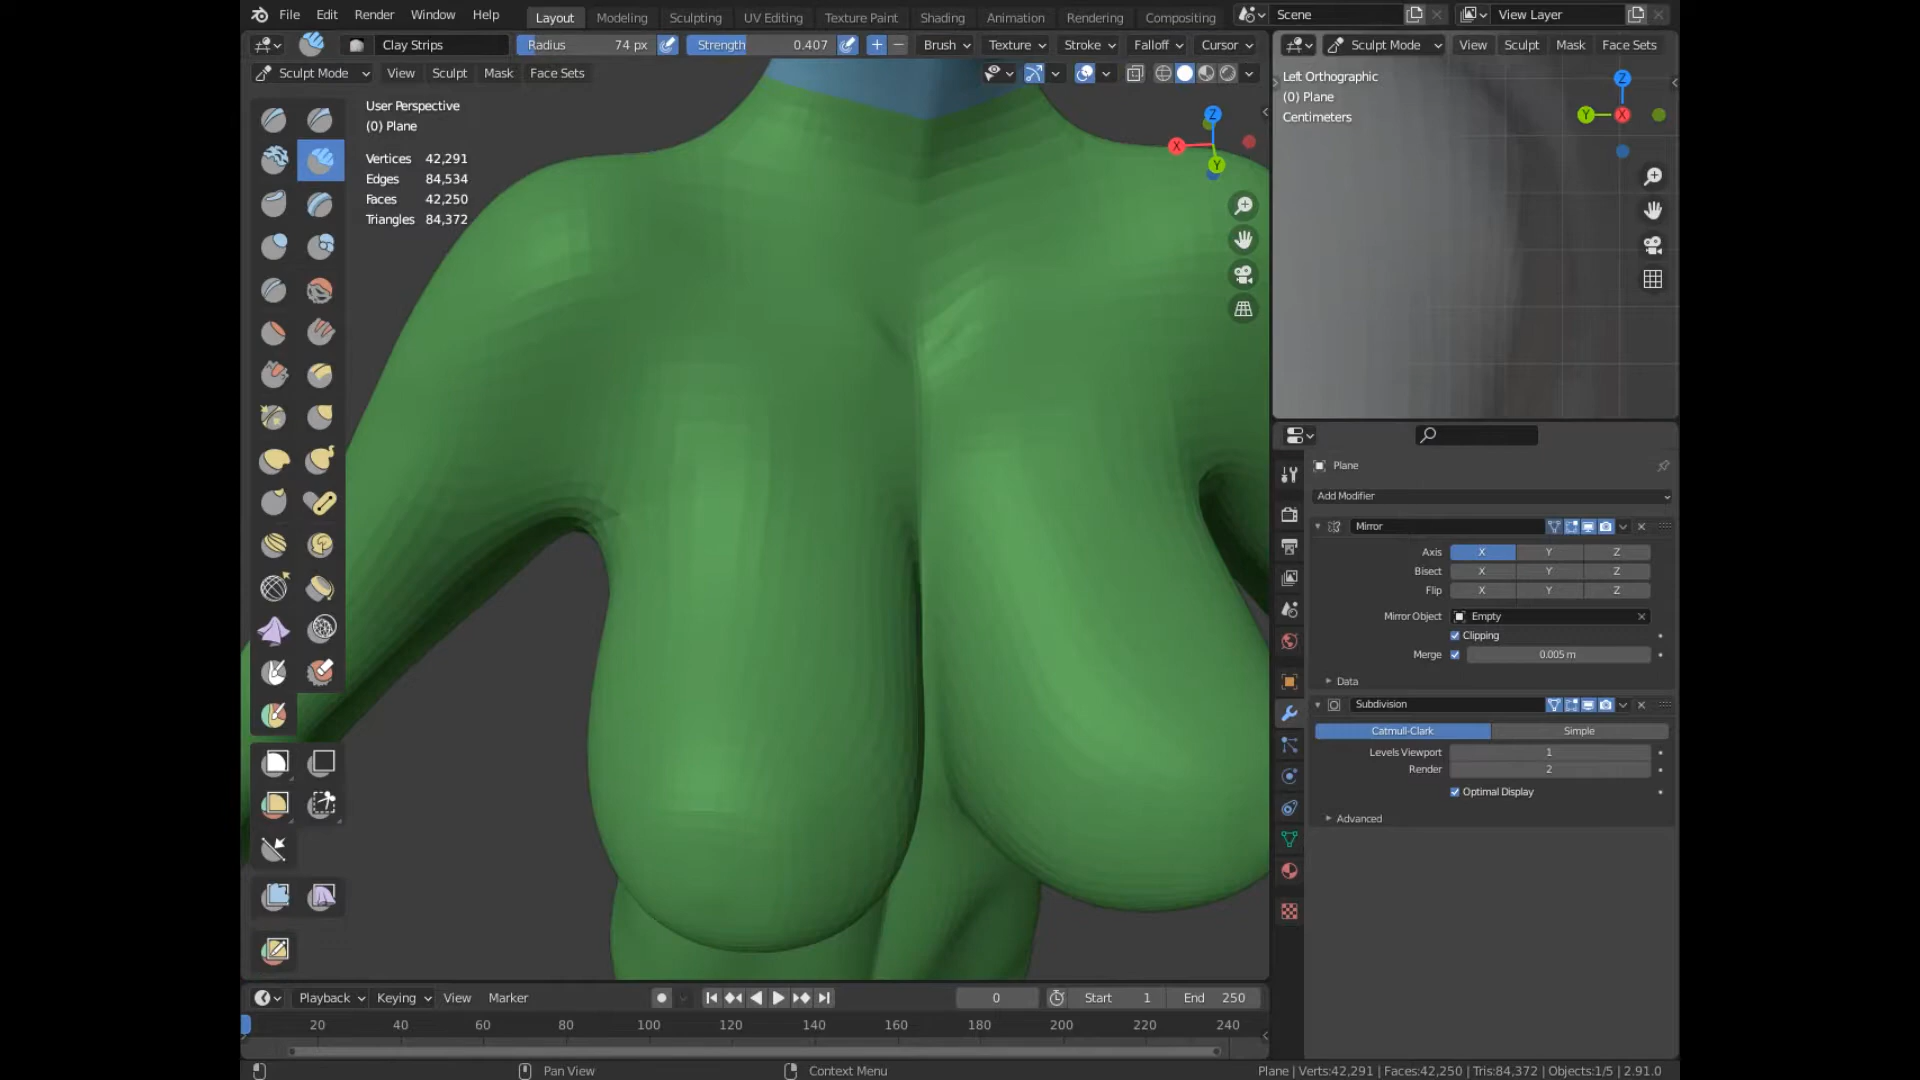 File Edit Render Window Help Layout Modeling Sculpting UV Editing Texture Paint Shading Animation Rendering Compositing Scene View Layer
Clay Strips Radius 74 px Strength 0.407 Brush Texture Stroke Falloff Cursor Sculpt Mode View Sculpt Mask Face Sets
Sculpt Mode View Sculpt Mask Face Sets
User Perspective
(0) Plane
Vertices 42,291
Edges 84,534
Faces 42,250
Triangles 84,372
Z
X
Y
Left Orthographic
(0) Plane
Centimeters
Z
Y X
Plane
Add Modifier
Mirror
Axis X Y Z
Bisect X Y Z
Flip X Y Z
Mirror Object Empty
Clipping
Merge 0.005 m
Data
Subdivision
Catmull-Clark Simple
Levels Viewport 1
Render 2
Optimal Display
Advanced
Playback Keying View Marker 0 Start 1 End 250
20 40 60 80 100 120 140 160 180 200 220 240
Pan View Context Menu Plane | Verts:42,291 | Faces:42,250 | Tris:84,372 | Objects:1/5 | 2.91.0